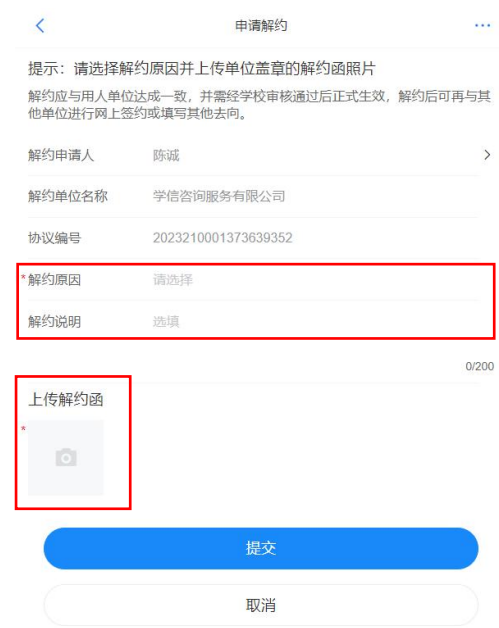 申请解约
提示：请选择解约原因并上传单位盖章的解约函照片
解约应与用人单位达成一致，并需经学校审核通过后正式生效，解约后可再与其
他单位进行网上签约或填写其他去向。
解约申请人 陈诚
解约单位名称 学信咨询服务有限公司
协议编号 2023210001373639352
*解约原因 请选择
解约说明 选填
0/200
上传解约函
*
提交
取消